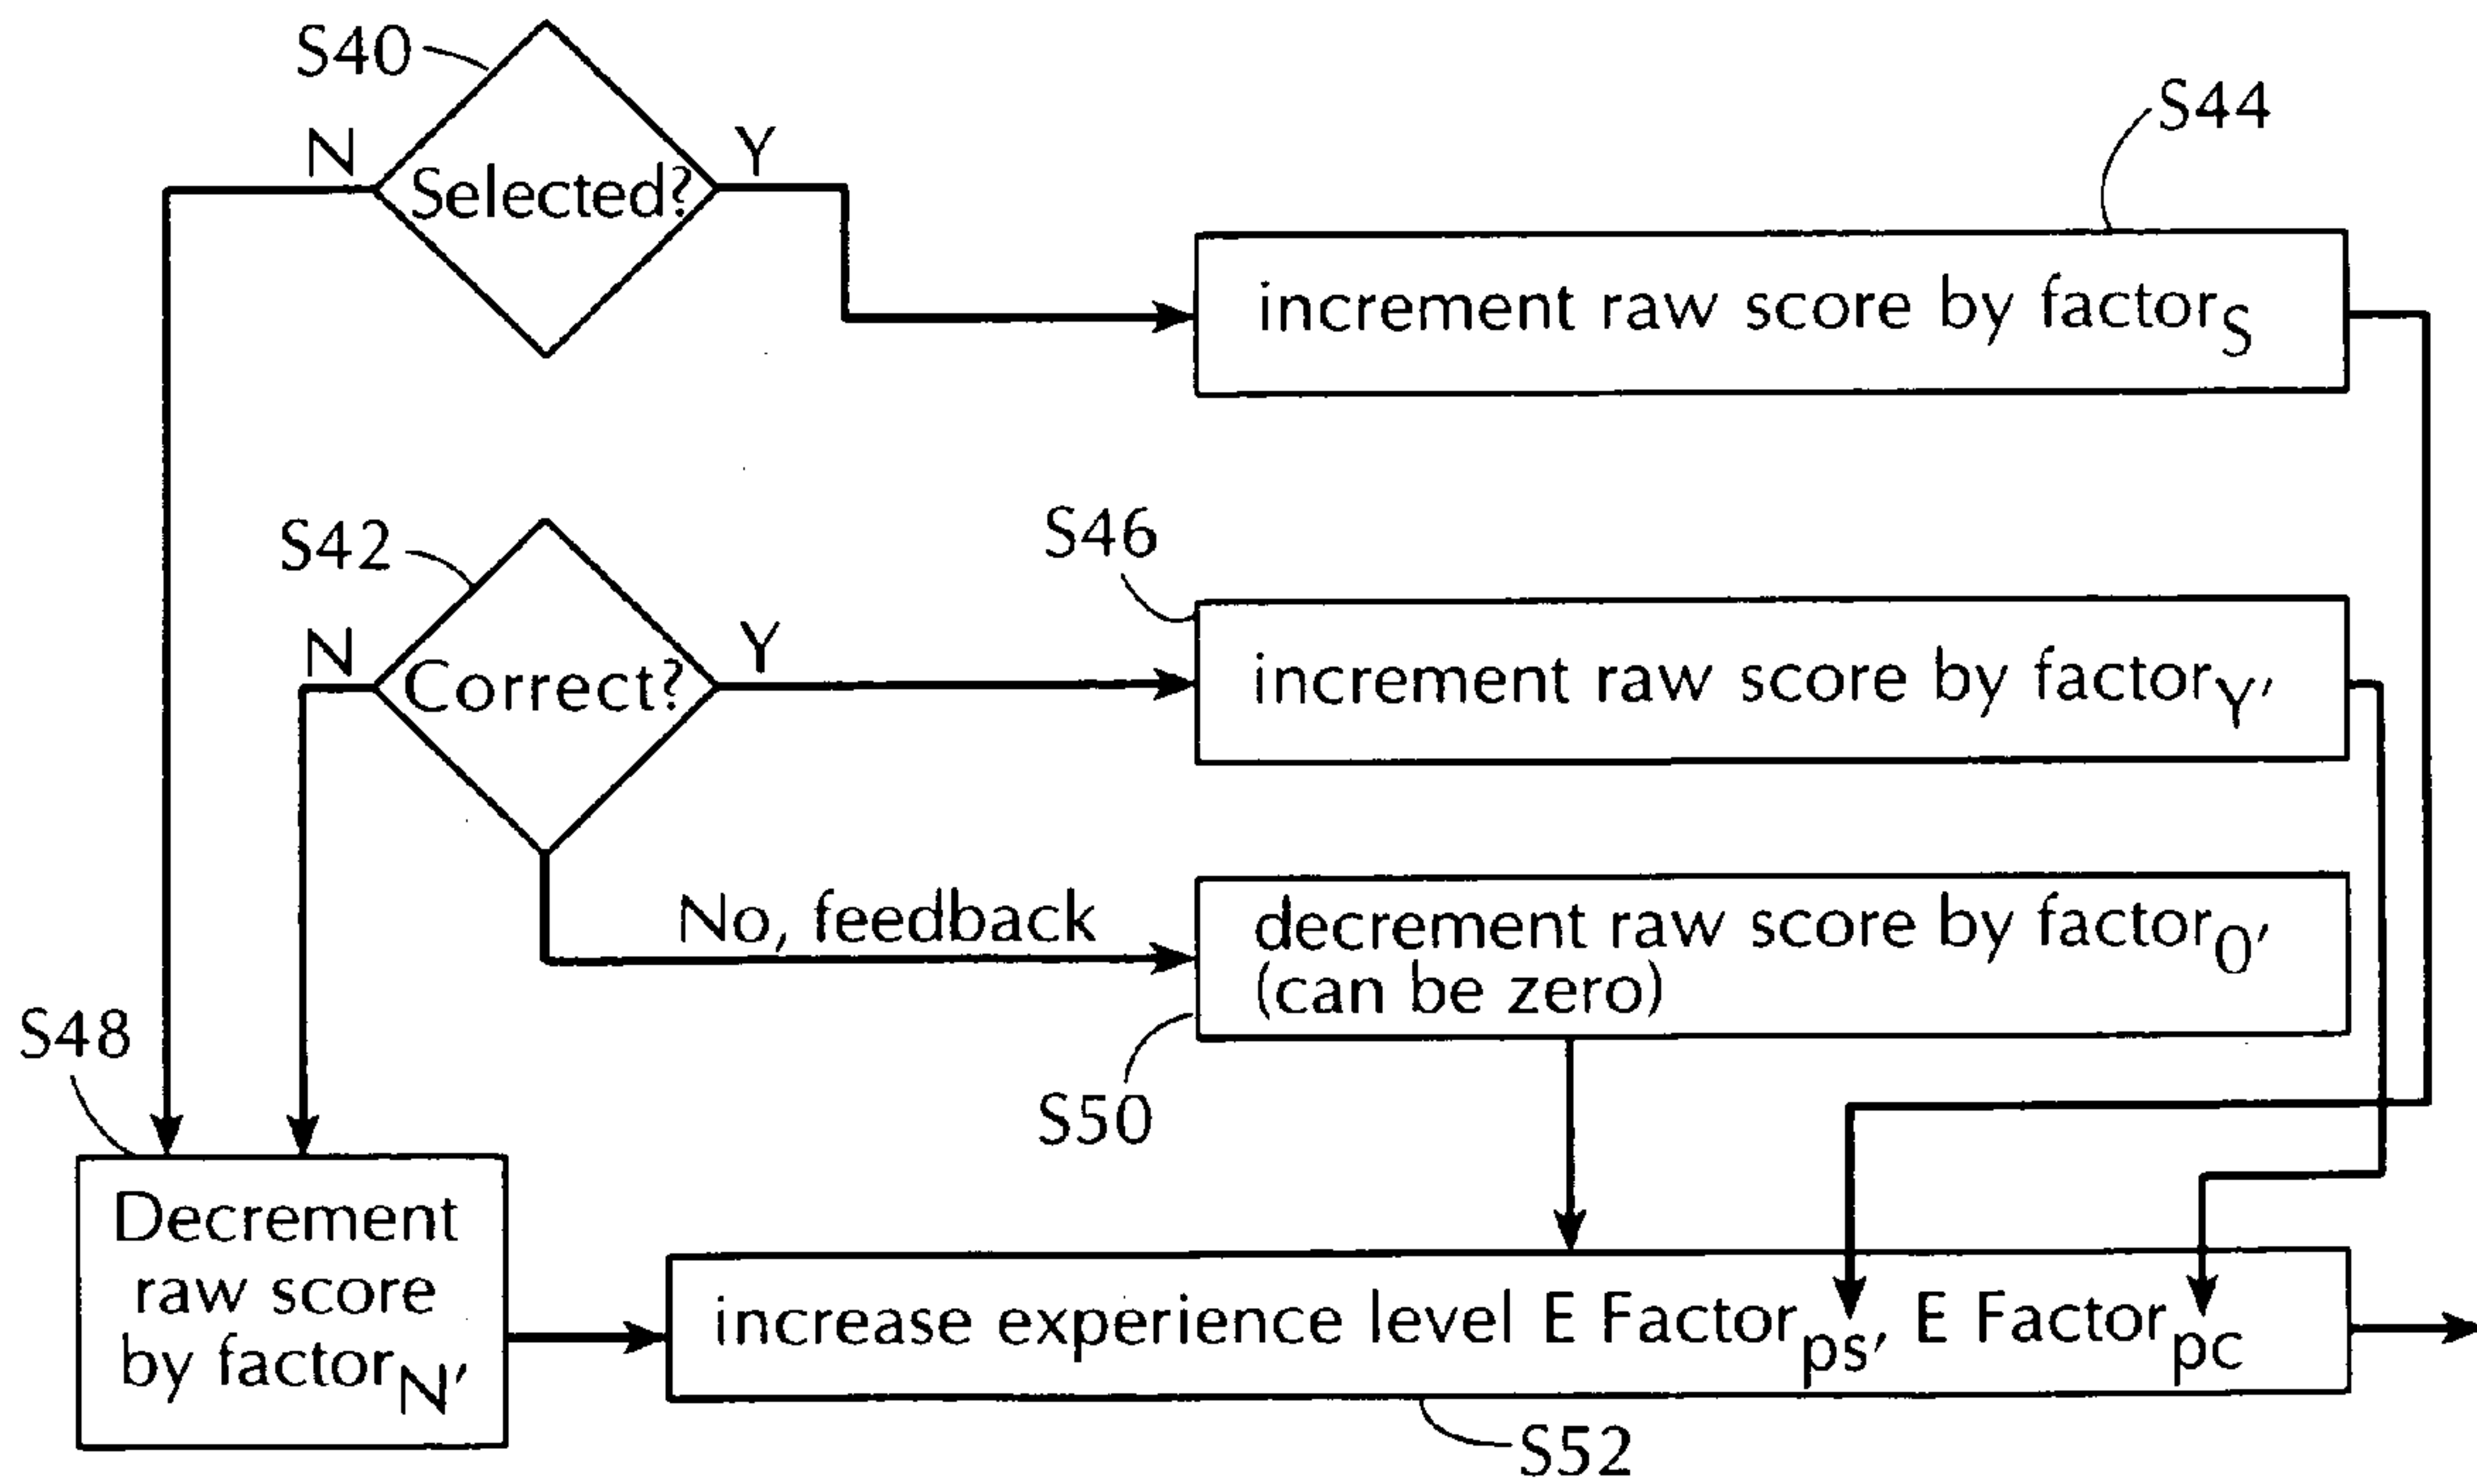 S40
N
Y
Selected?
S44
increment raw score by factorS
S42
N
Y
Correct?
S46
increment raw score by factorY′
No, feedback
decrement raw score by factorO′
(can be zero)
S50
S48
Decrement
raw score
by factorN′
increase experience level E Factorps′ E Factorpc
S52